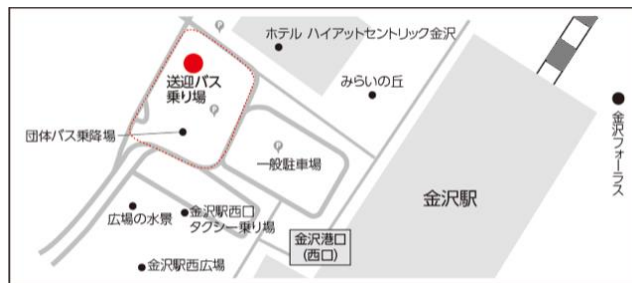 ホテル ハイアットセントリック金沢
みらいの丘
送迎バス
乗り場
団体バス乗降場
一般駐車場
広場の水景
金沢駅西口
タクシー乗り場
金沢駅西広場
金沢港口
(西口)
金沢駅
金沢フォーラス